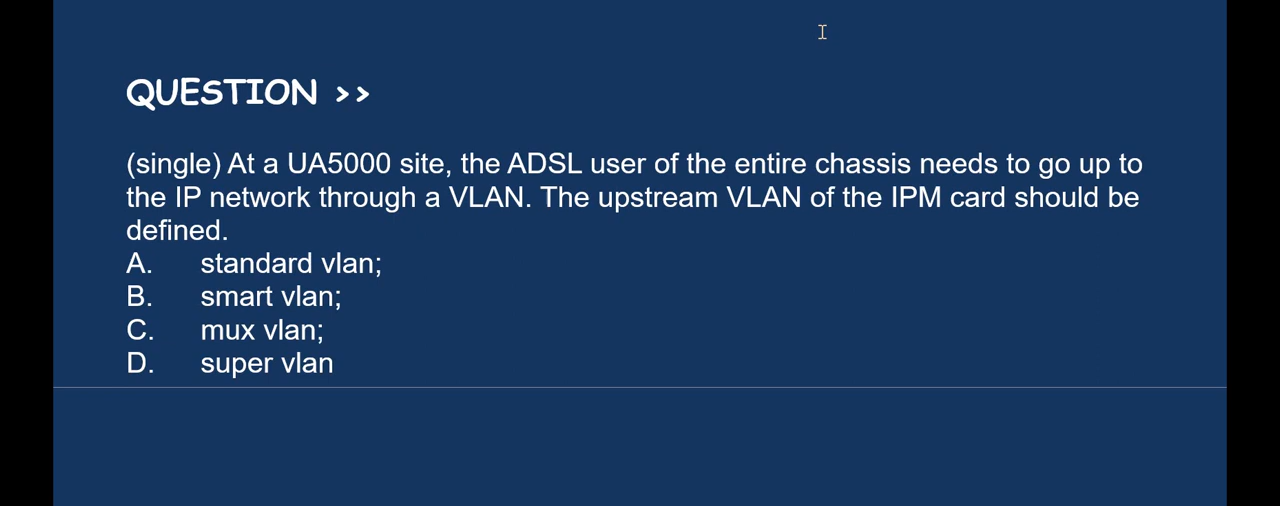 QUESTION >>
(single) At a UA5000 site, the ADSL user of the entire chassis needs to go up to
the IP network through a VLAN. The upstream VLAN of the IPM card should be
defined.
A. standard vlan;
B. smart vlan;
C. mux vlan;
D. super vlan